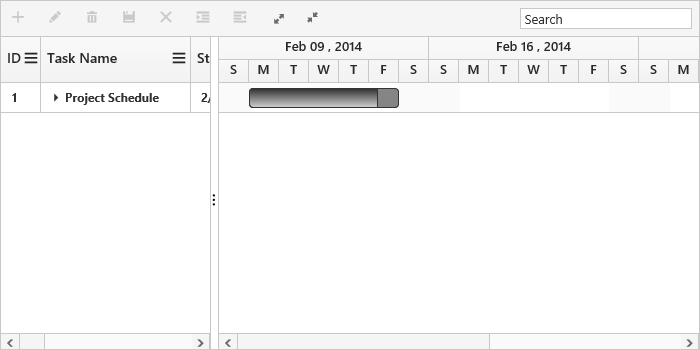 Search
ID Task Name St
Feb 09 , 2014 Feb 16 , 2014
S M T W T F S S M T W T F S S M
1 Project Schedule 2/